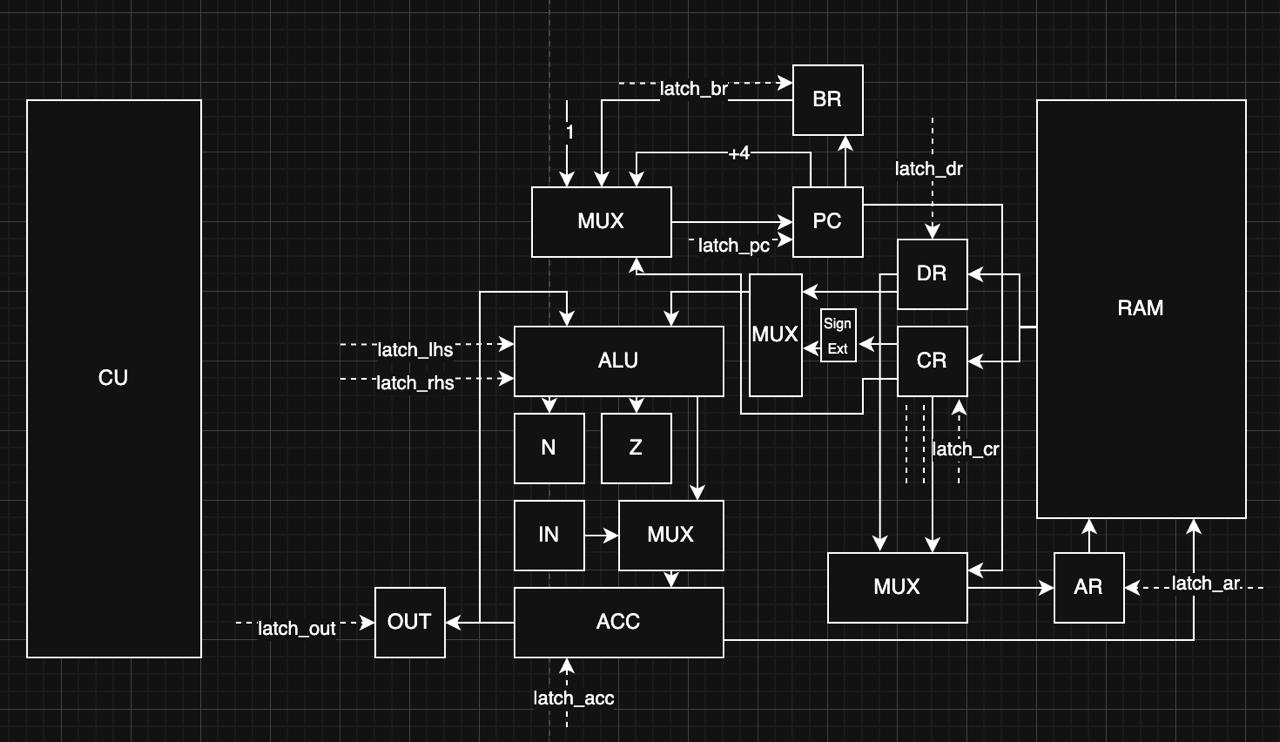 BR
latch_br
1
+4
latch_dr
MUX
PC
latch_pc
DR
RAM
MUX
Sign
Ext
CR
latch_lhs
ALU
latch_rhs
CU
N
Z
latch_cr
IN
MUX
MUX
AR
latch_ar
OUT
ACC
latch_out
latch_acc